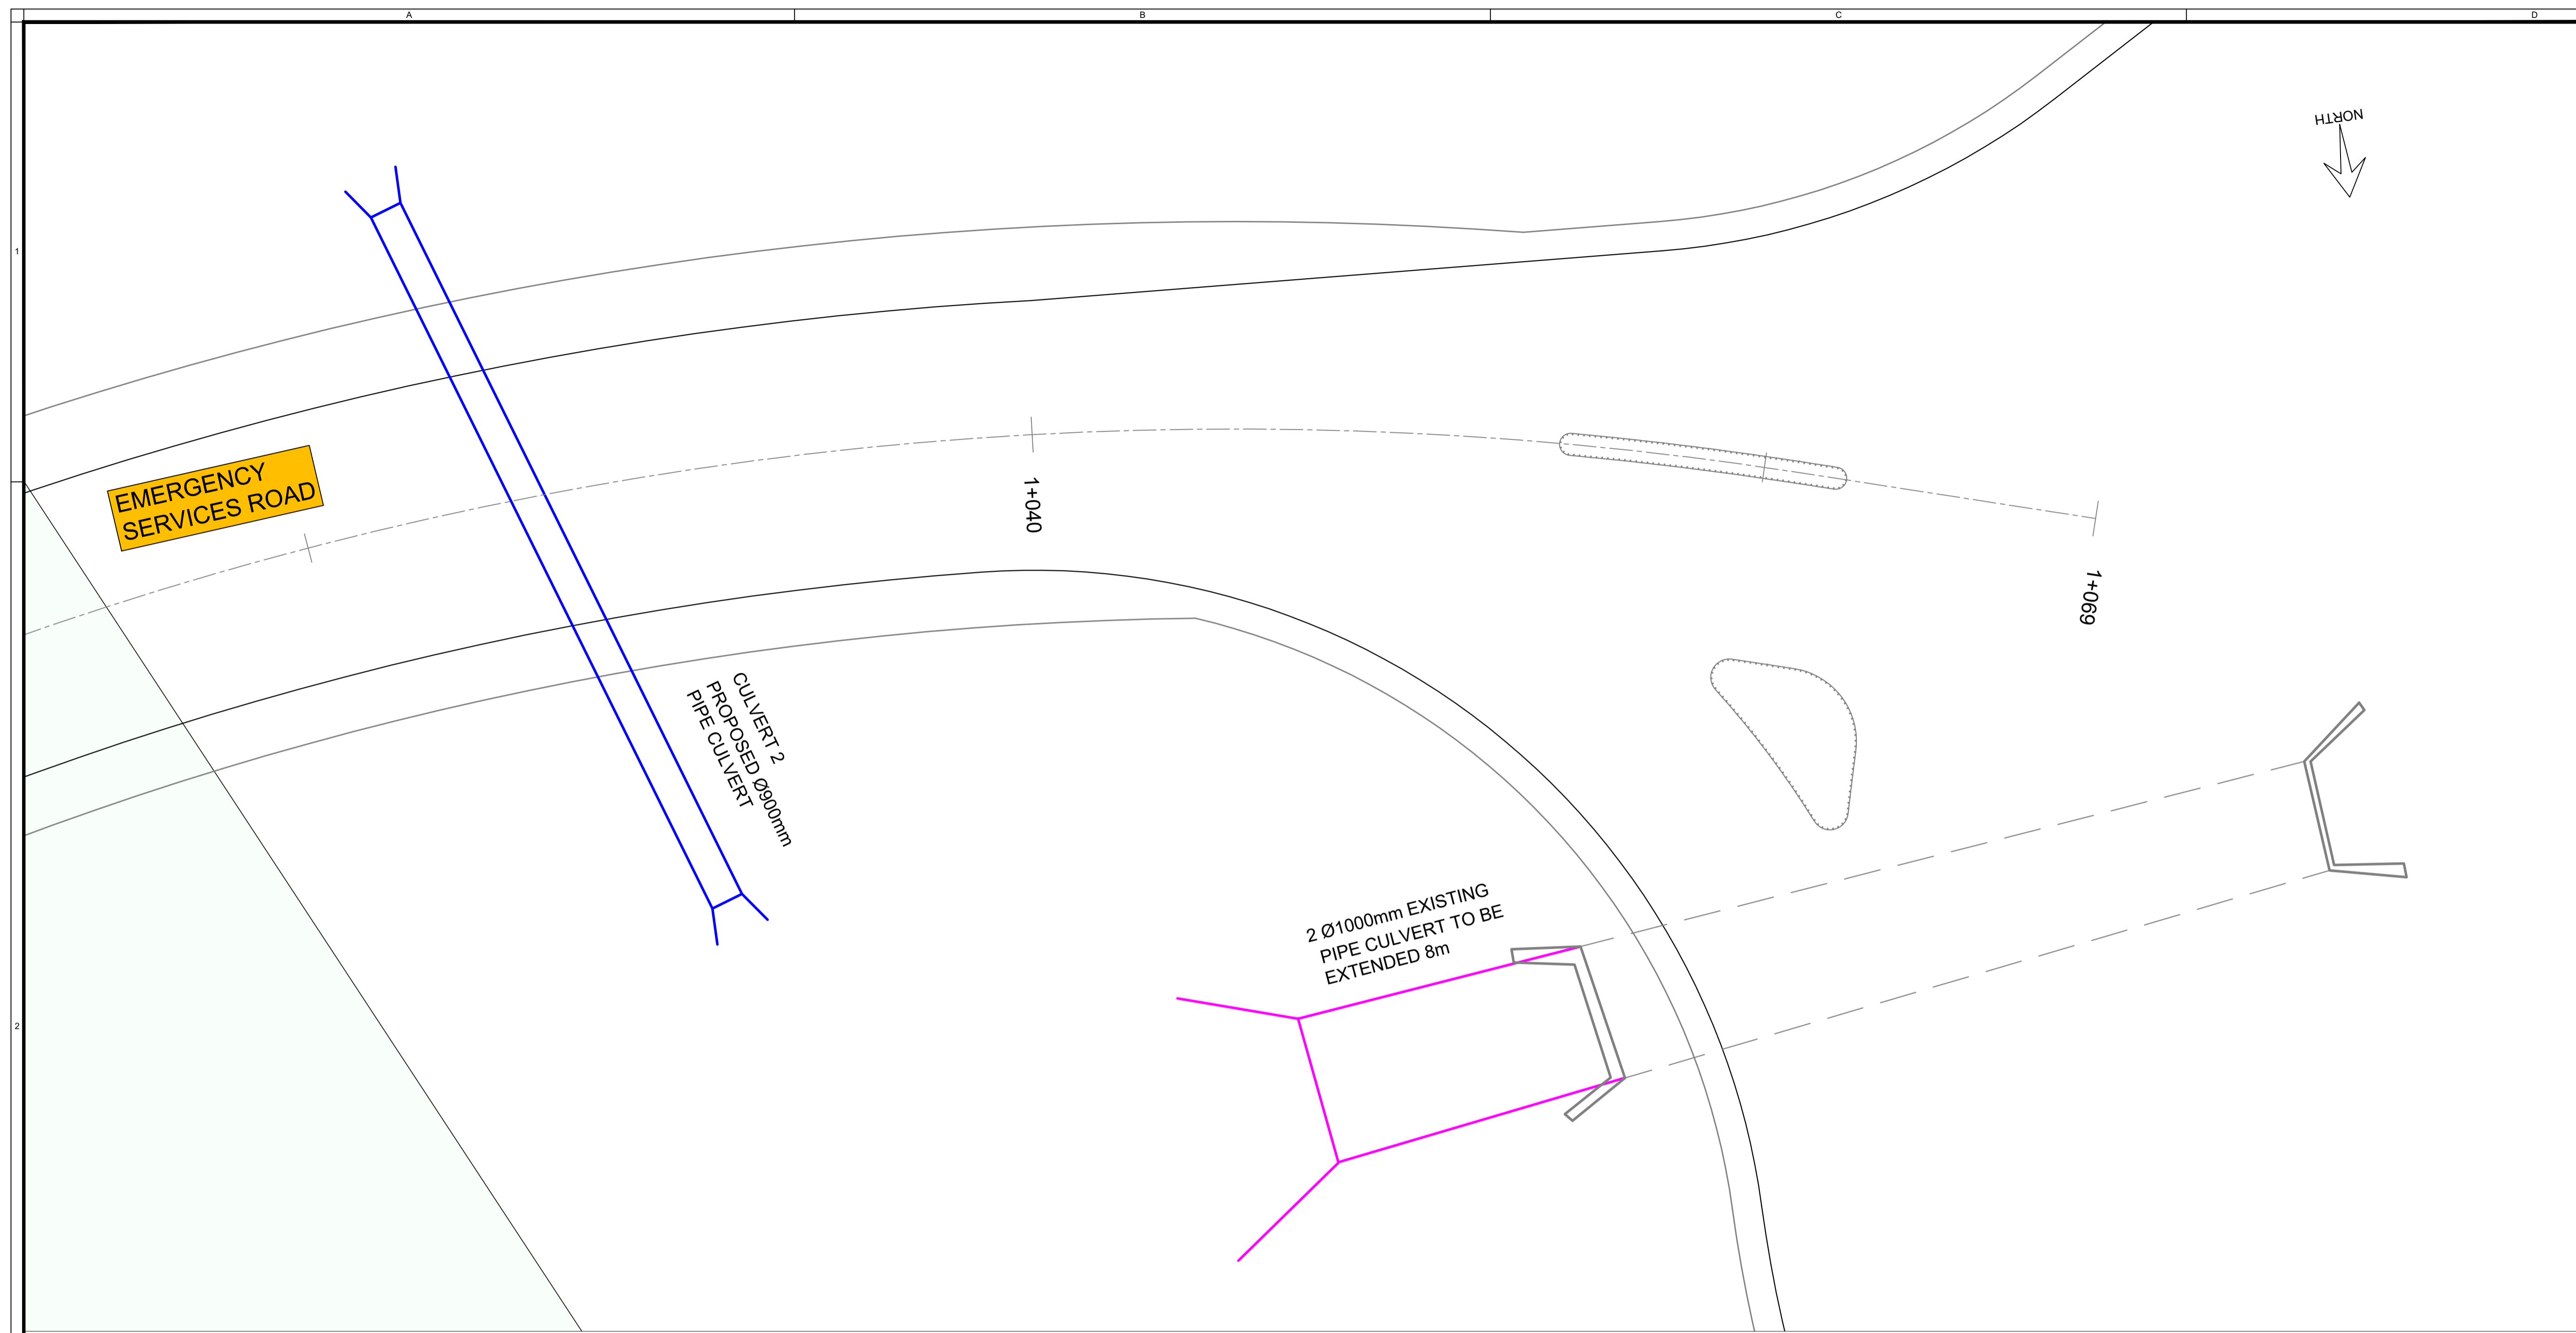 A
B
C
D
1
2
NORTH
EMERGENCY
SERVICES ROAD
1+040
1+069
CULVERT 2
PROPOSED Ø900mm
PIPE CULVERT
2 Ø1000mm EXISTING
PIPE CULVERT TO BE
EXTENDED 8m